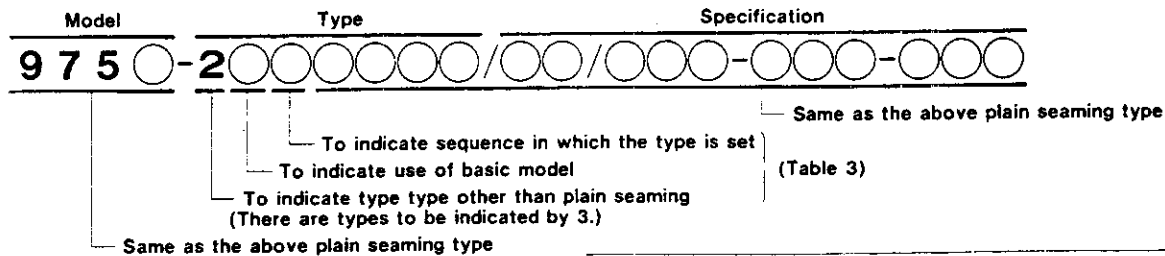 Model Type Specification
975○-2○○○○○○/○○/○○○-○○○-○○○
Same as the above plain seaming type
To indicate sequence in which the type is set
To indicate use of basic model (Table 3)
To indicate type type other than plain seaming
(There are types to be indicated by 3.)
Same as the above plain seaming type